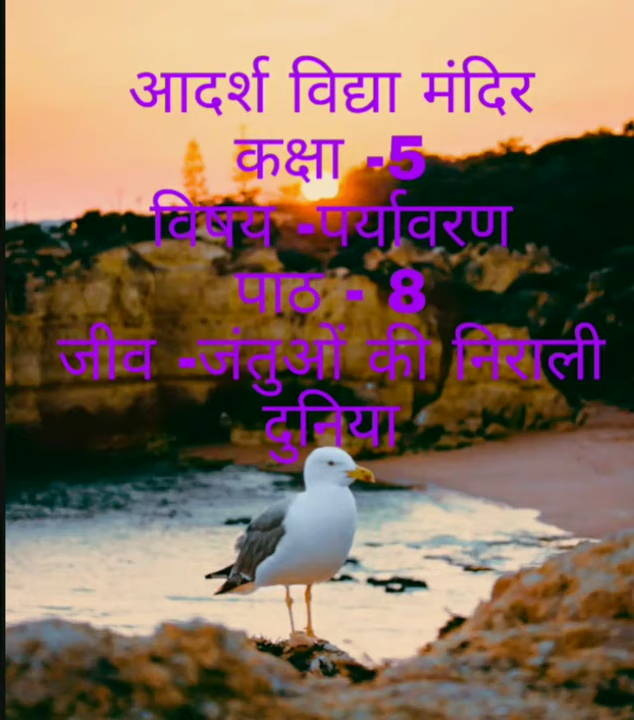 आदर्श विद्या मंदिर
कक्षा -5
विषय -पर्यावरण
पाठ - 8
जीव -जंतुओं की निराली
दुनिया